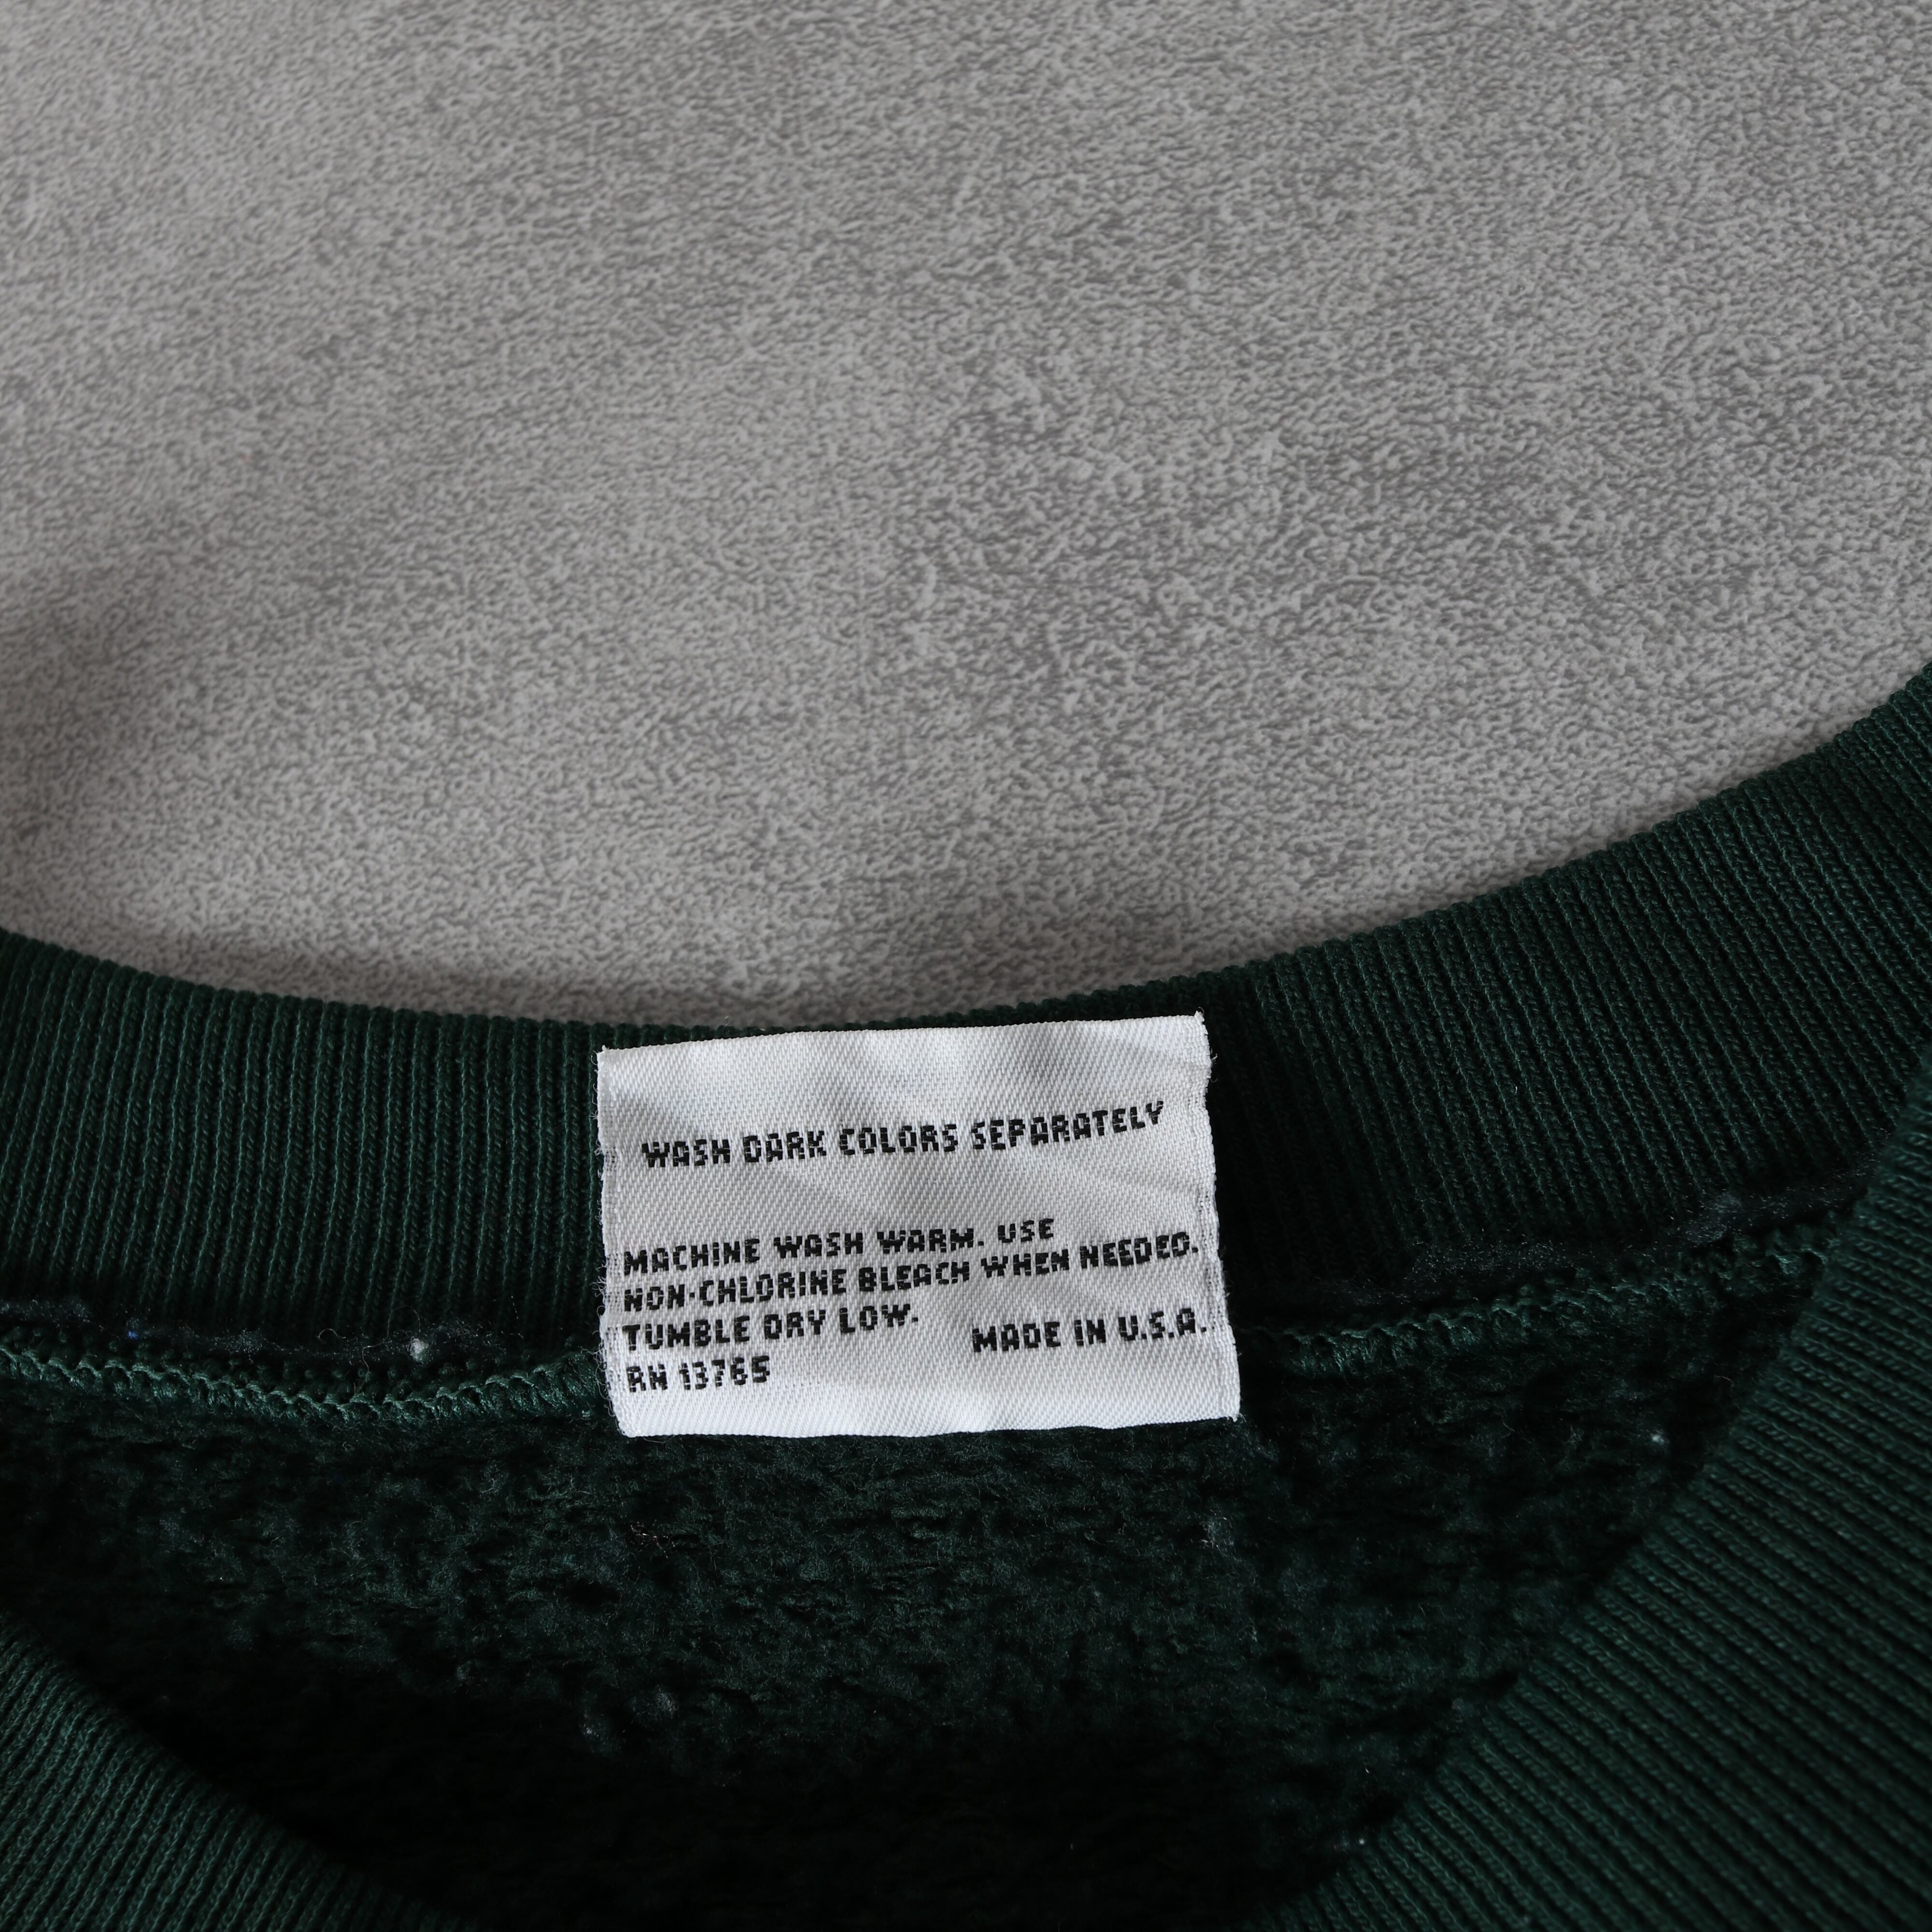 WASH DARK COLORS SEPARATELY
MACHINE WASH WARM. USE
NON-CHLORINE BLEACH WHEN NEEDED.
TUMBLE DRY LOW.
MADE IN U.S.A.
RN 13765